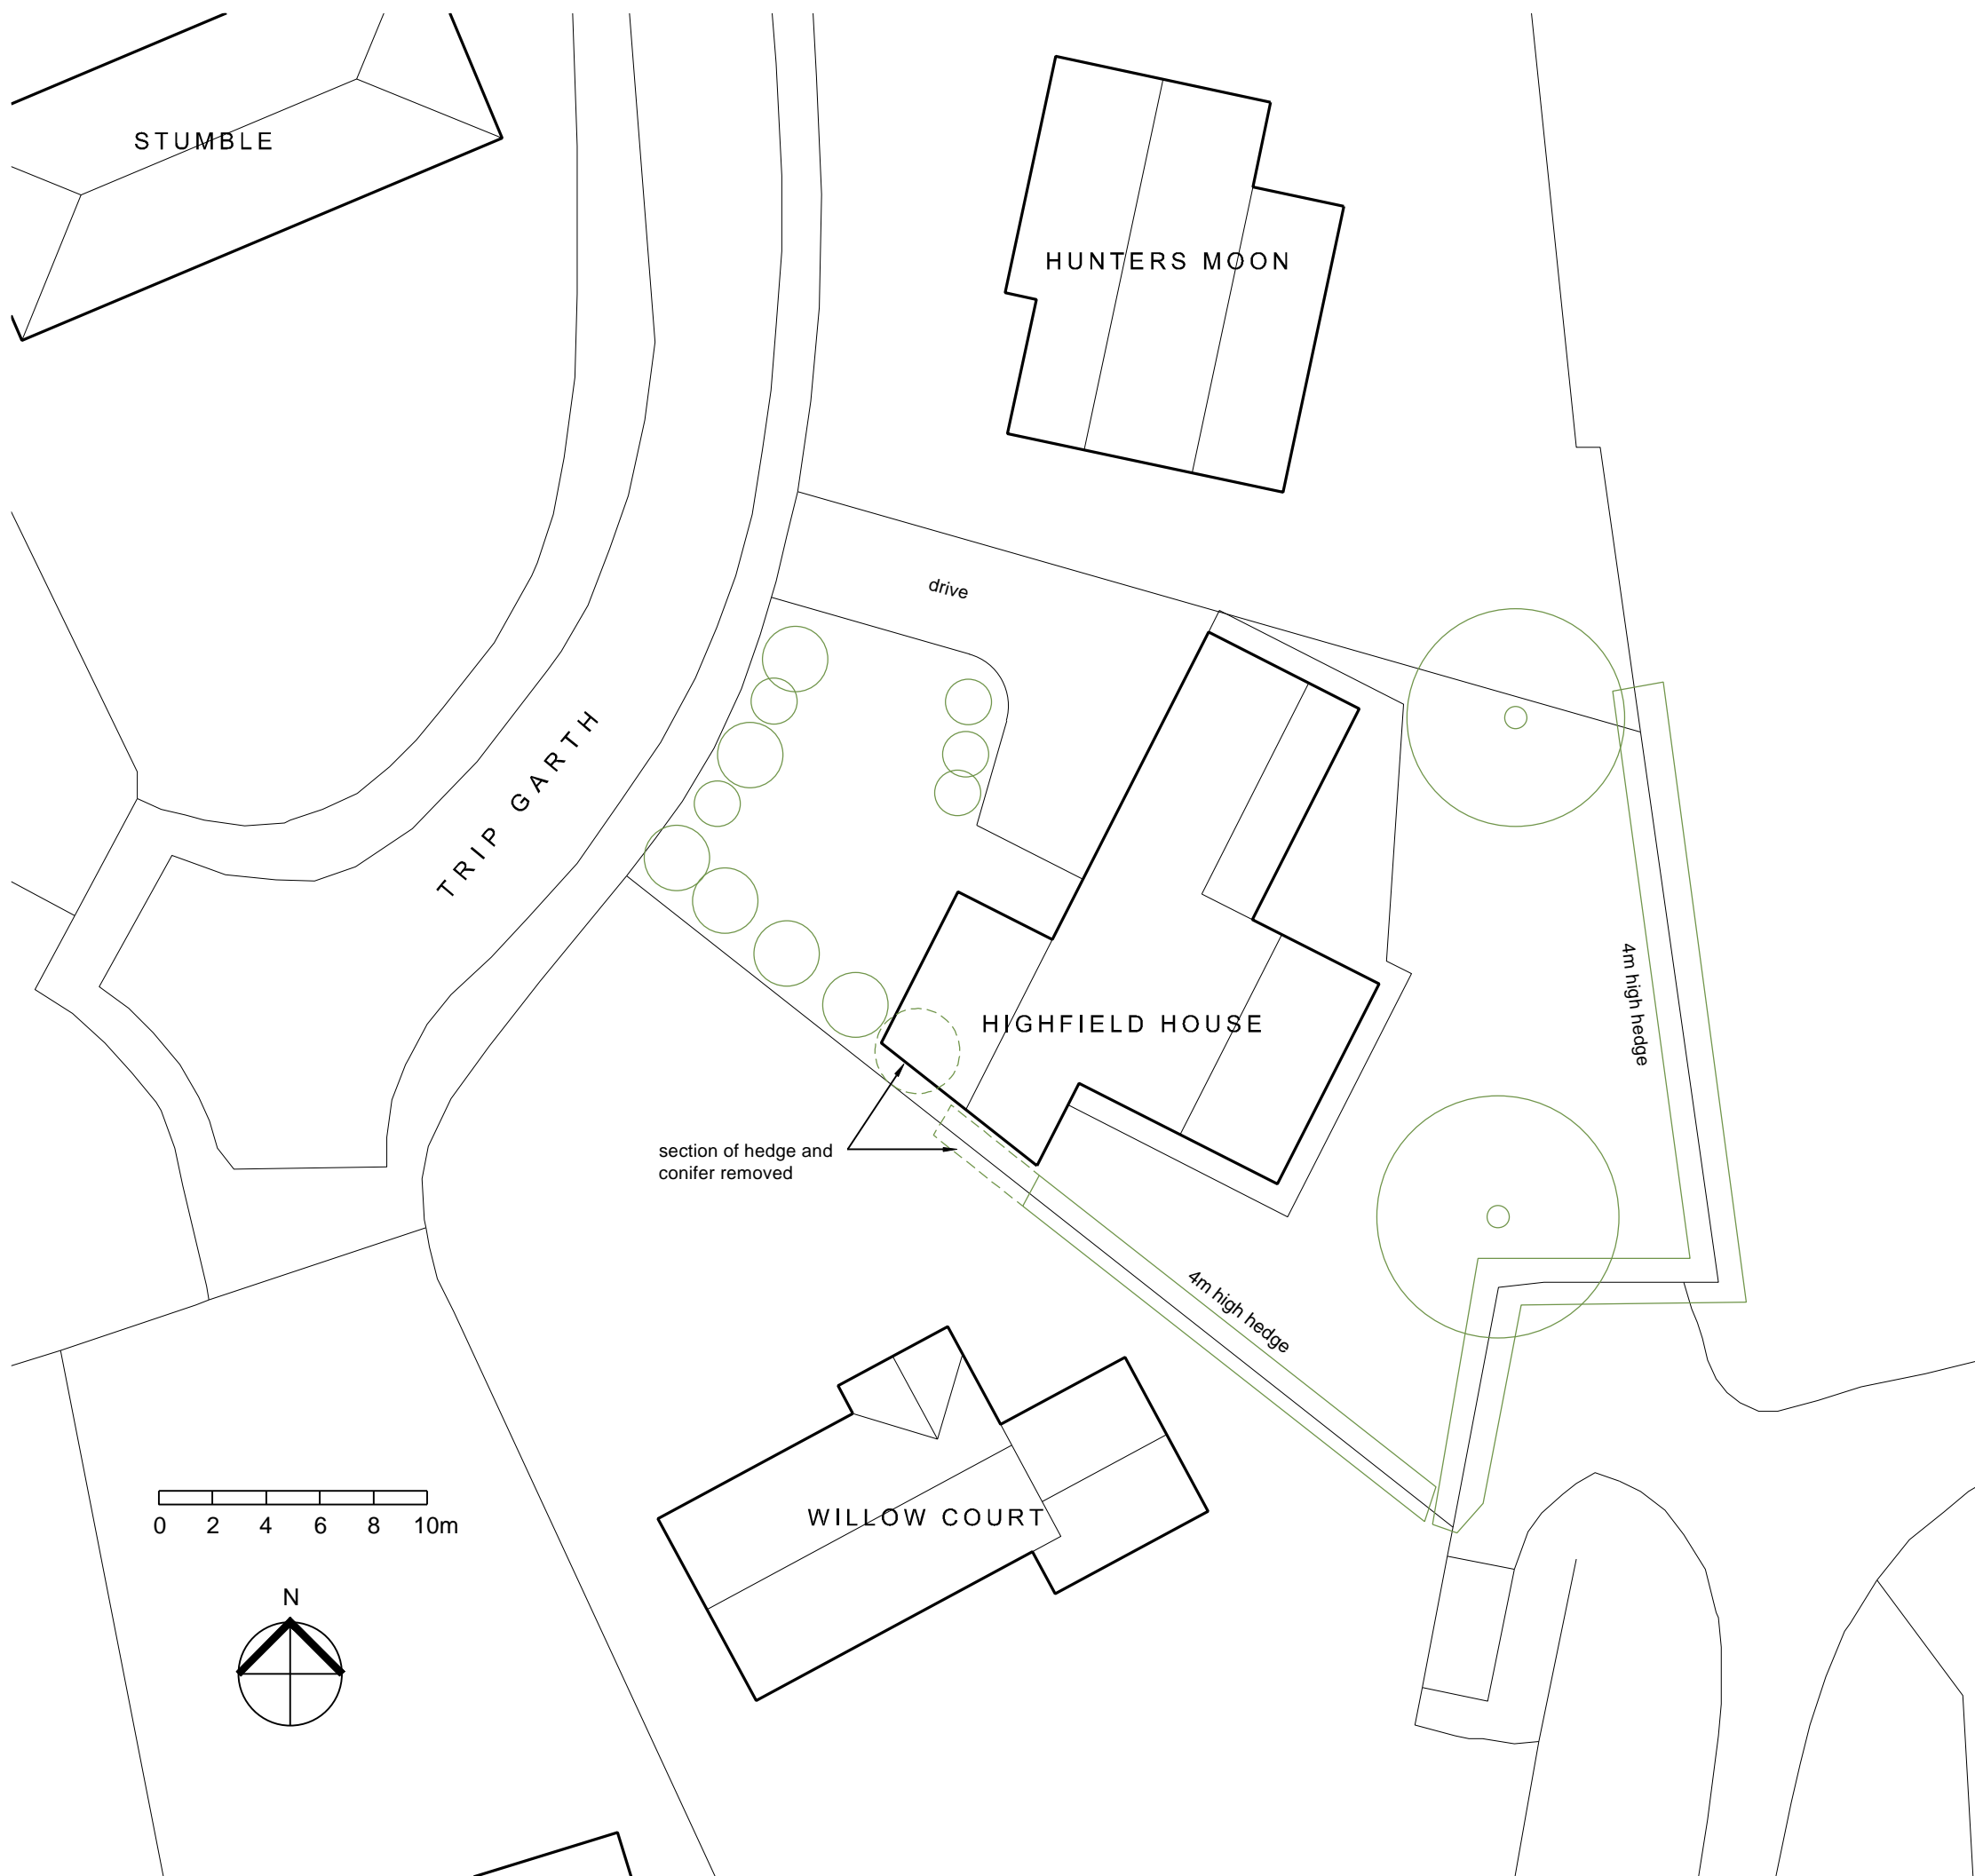 STUMBLE
HUNTERS MOON
drive
TRIP GARTH
4m high hedge
HIGHFIELD HOUSE
section of hedge and
conifer removed
4m high hedge
WILLOW COURT
0 2 4 6 8 10m
N